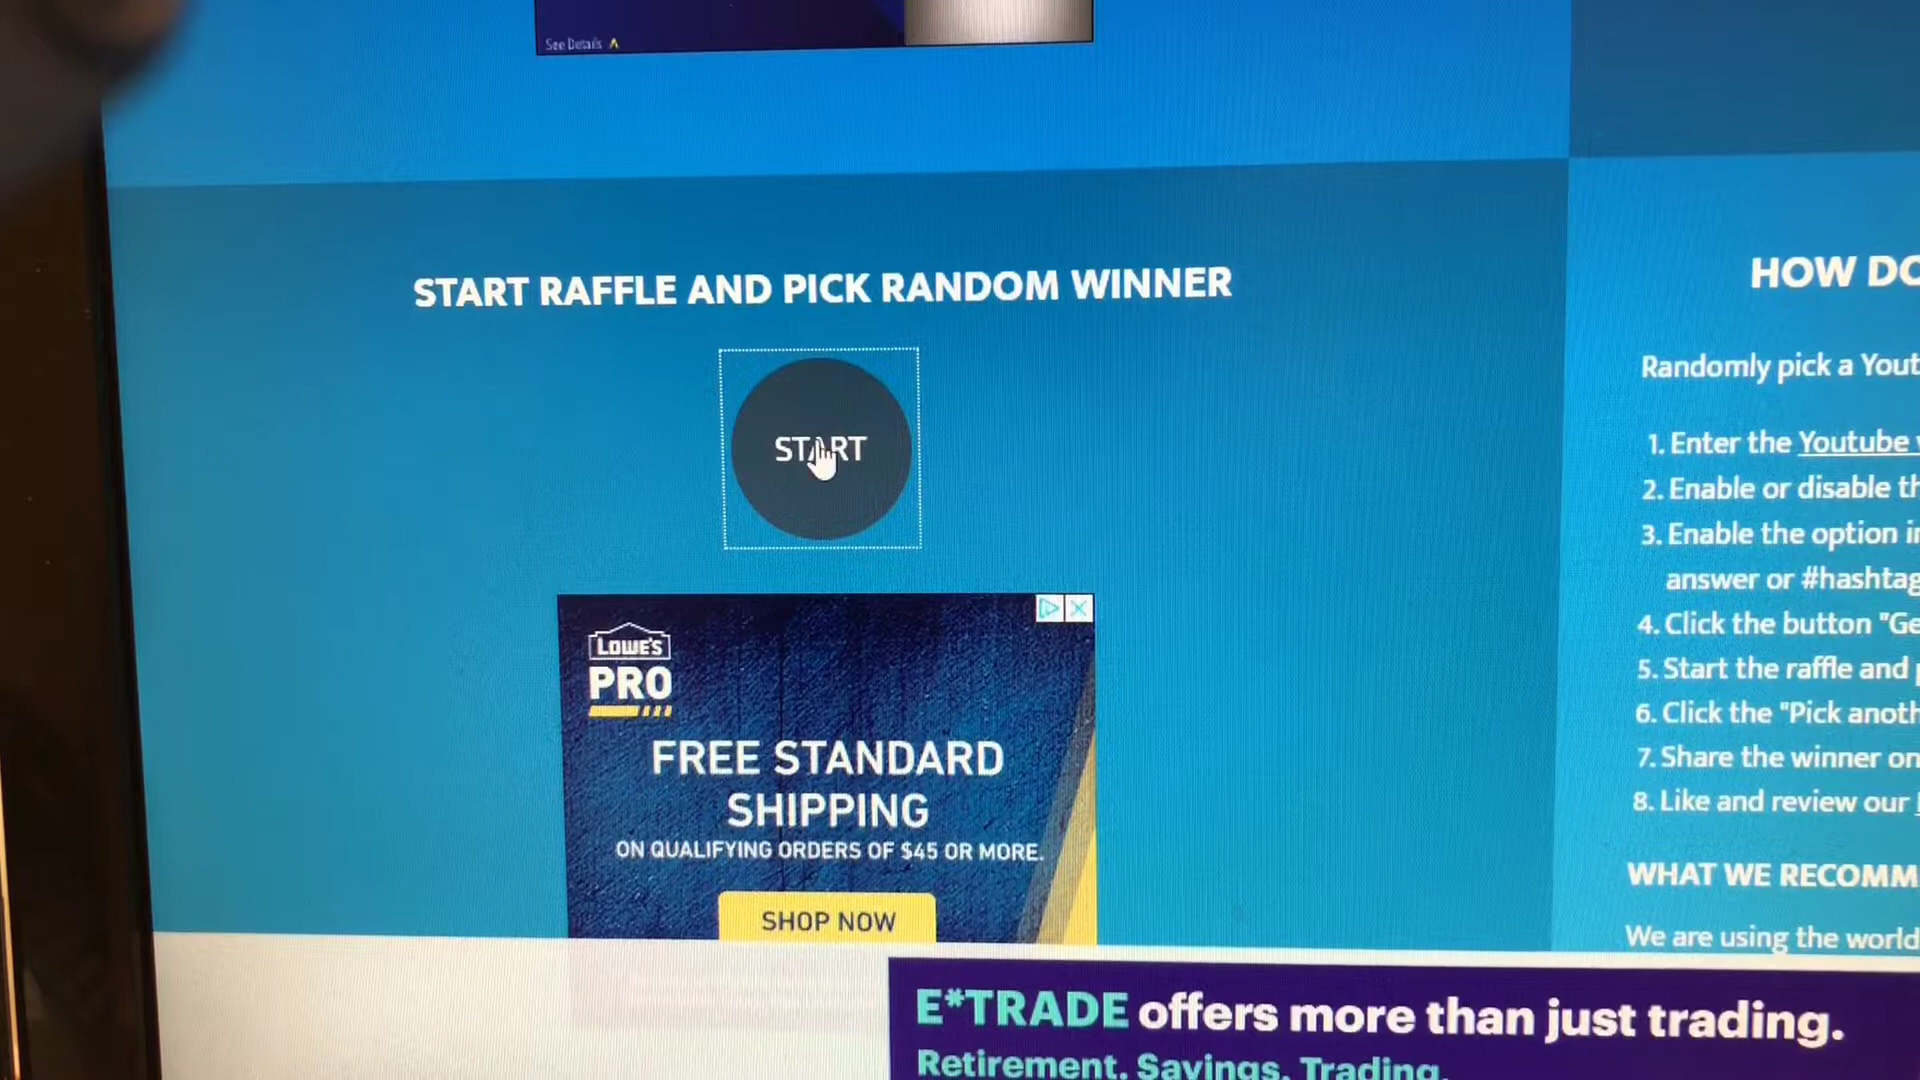 See Details
START RAFFLE AND PICK RANDOM WINNER
START
LOWE'S
PRO
FREE STANDARD
SHIPPING
ON QUALIFYING ORDERS OF $45 OR MORE.
SHOP NOW
HOW DO
Randomly pick a Yout
1. Enter the Youtube
2. Enable or disable th
3. Enable the option in
answer or #hashtag
4. Click the button "Ge
5. Start the raffle and
6. Click the "Pick anoth
7. Share the winner on
8. Like and review our
WHAT WE RECOMM
We are using the world
E*TRADE offers more than just trading.
Retirement. Savings. Trading.